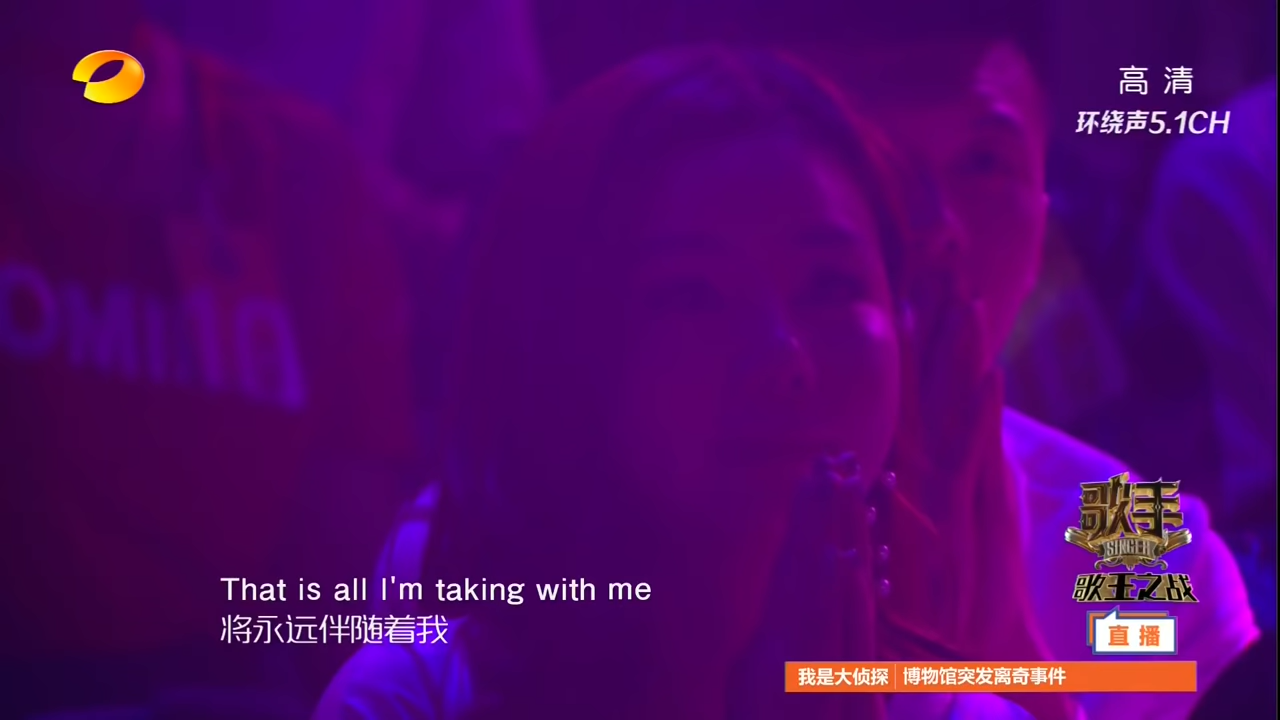 高清
环绕声5.1CH
OMIMO
歌手
SINGER
歌王之战
直播
That is all I'm taking with me
将永远伴随着我
我是大侦探 博物馆突发离奇事件